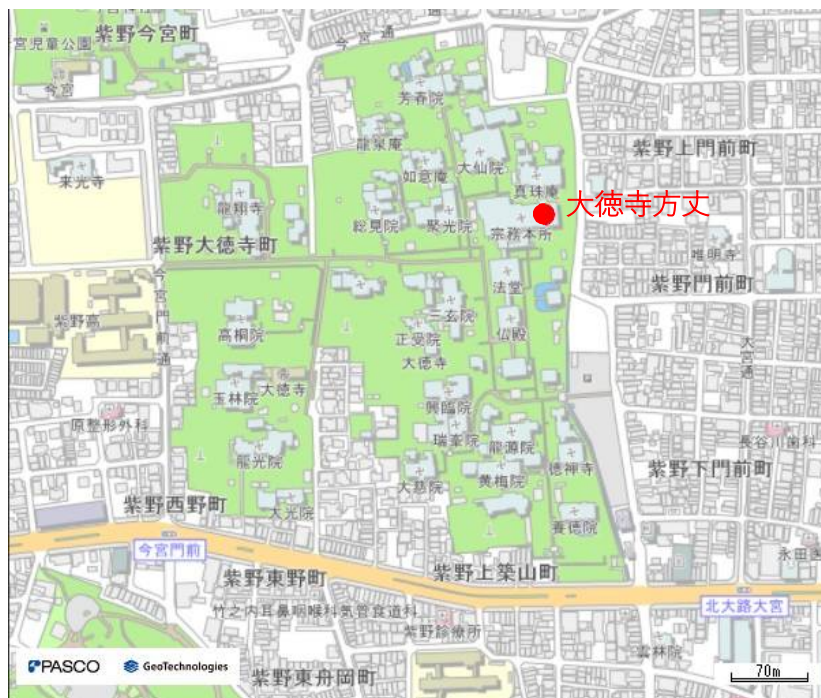 紫野今宮町
今宮通
宮児童公園
今宮
芳春院
龍泉庵
大仙院
紫野上門前町
来光寺
如意庵
真珠庵
龍翔寺
大徳寺方丈
総見院
聚光院
宗務本所
紫野大徳寺町
唯明寺
今宮門前通
法堂
紫野門前町
三玄院
紫野高
高桐院
正受院
仏殿
大宮通
大徳寺
大徳寺
玉林院
興臨院
原整形外科
瑞峯院
龍源院
長谷川歯科
龍光院
徳禅寺
紫野下門前町
大慈院
黄梅院
紫野西野町
大光院
養徳院
今宮門前
永田医
紫野東野町
紫野上築山町
北大路大宮
竹之内耳鼻咽喉科気管食道科
紫野診療所
雲林院
PASCO
GeoTechnologies
紫野東舟岡町
70m